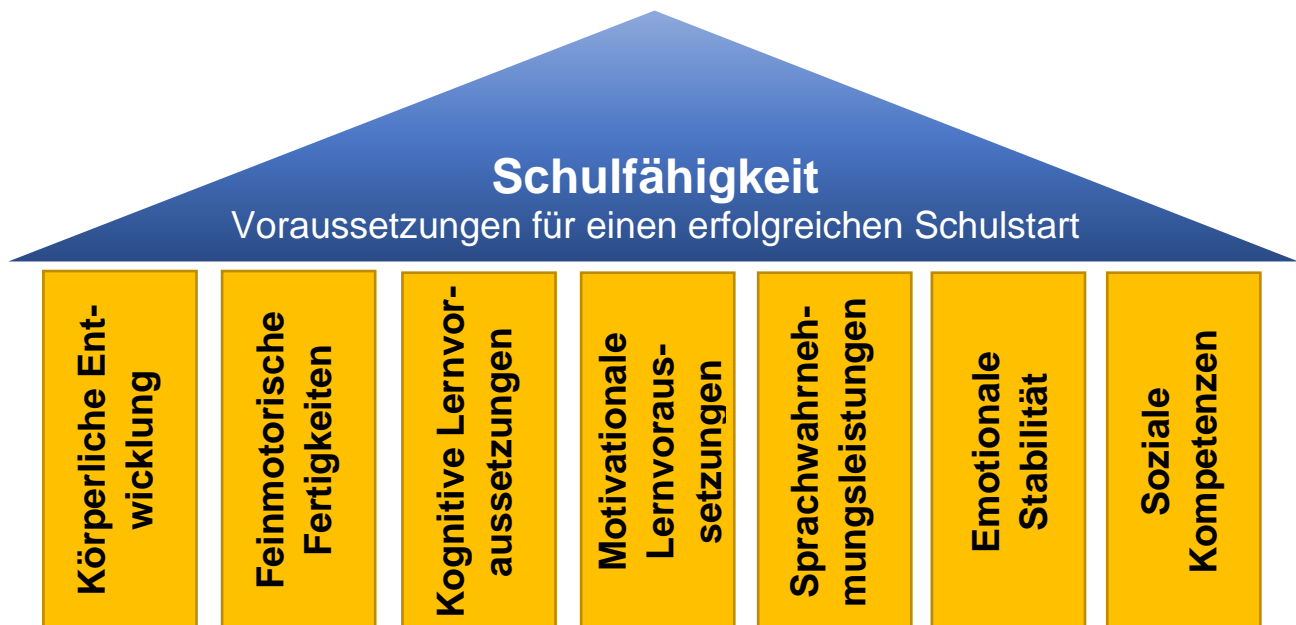 Schulfähigkeit
Voraussetzungen für einen erfolgreichen Schulstart
Körperliche Ent-
wicklung
Feinmotorische
Fertigkeiten
Kognitive Lernvor-
aussetzungen
Motivationale
Lernvoraus-
setzungen
Sprachwahrneh-
mungsleistungen
Emotionale
Stabilität
Soziale
Kompetenzen